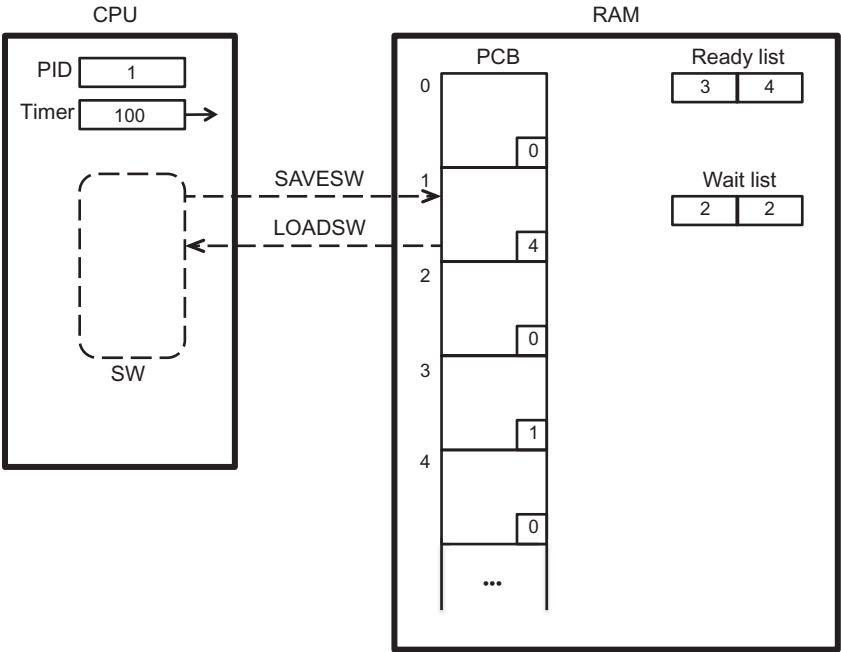 CPU
RAM
PID 1
Timer 100
SW
SAVESW
LOADSW
PCB
0
0
1
4
2
0
3
1
4
0
...
Ready list
3 4
Wait list
2 2